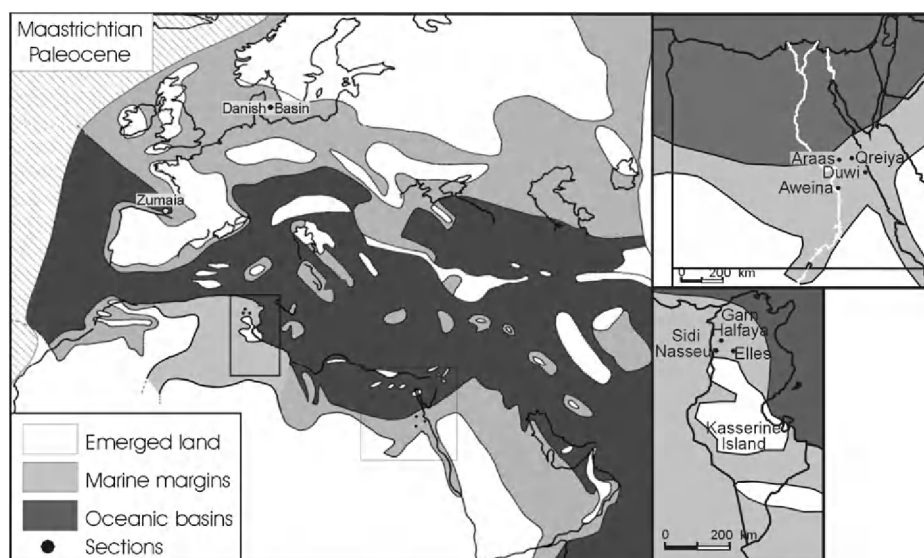 Maastrichtian
Paleocene
Danish Basin
Zumaia
Emerged land
Marine margins
Oceanic basins
Sections
Araas
Qreiya
Duwi
Aweina
0 200 km
Garn
Halfaya
Sidi
Nasseur
Elles
Kasserine
Island
0 200 km